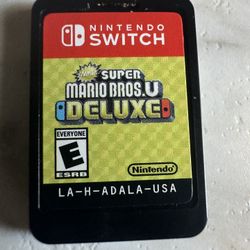 NINTENDO
SWITCH
New
SUPER
MARIO BROS. U
DELUXE
EVERYONE
E
ESRB
Nintendo
LA-H-ADALA-USA